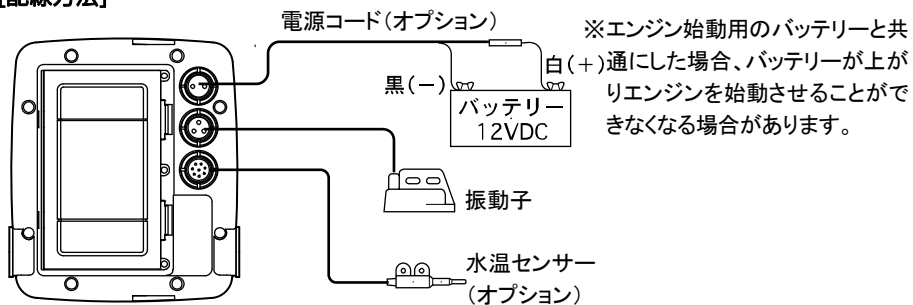 [配線方法]
電源コード(オプション)
黒(−)
白(+)
バッテリー
12VDC
振動子
水温センサー
(オプション)
※エンジン始動用のバッテリーと共
通にした場合、バッテリーが上が
りエンジンを始動させることがで
きなくなる場合があります。